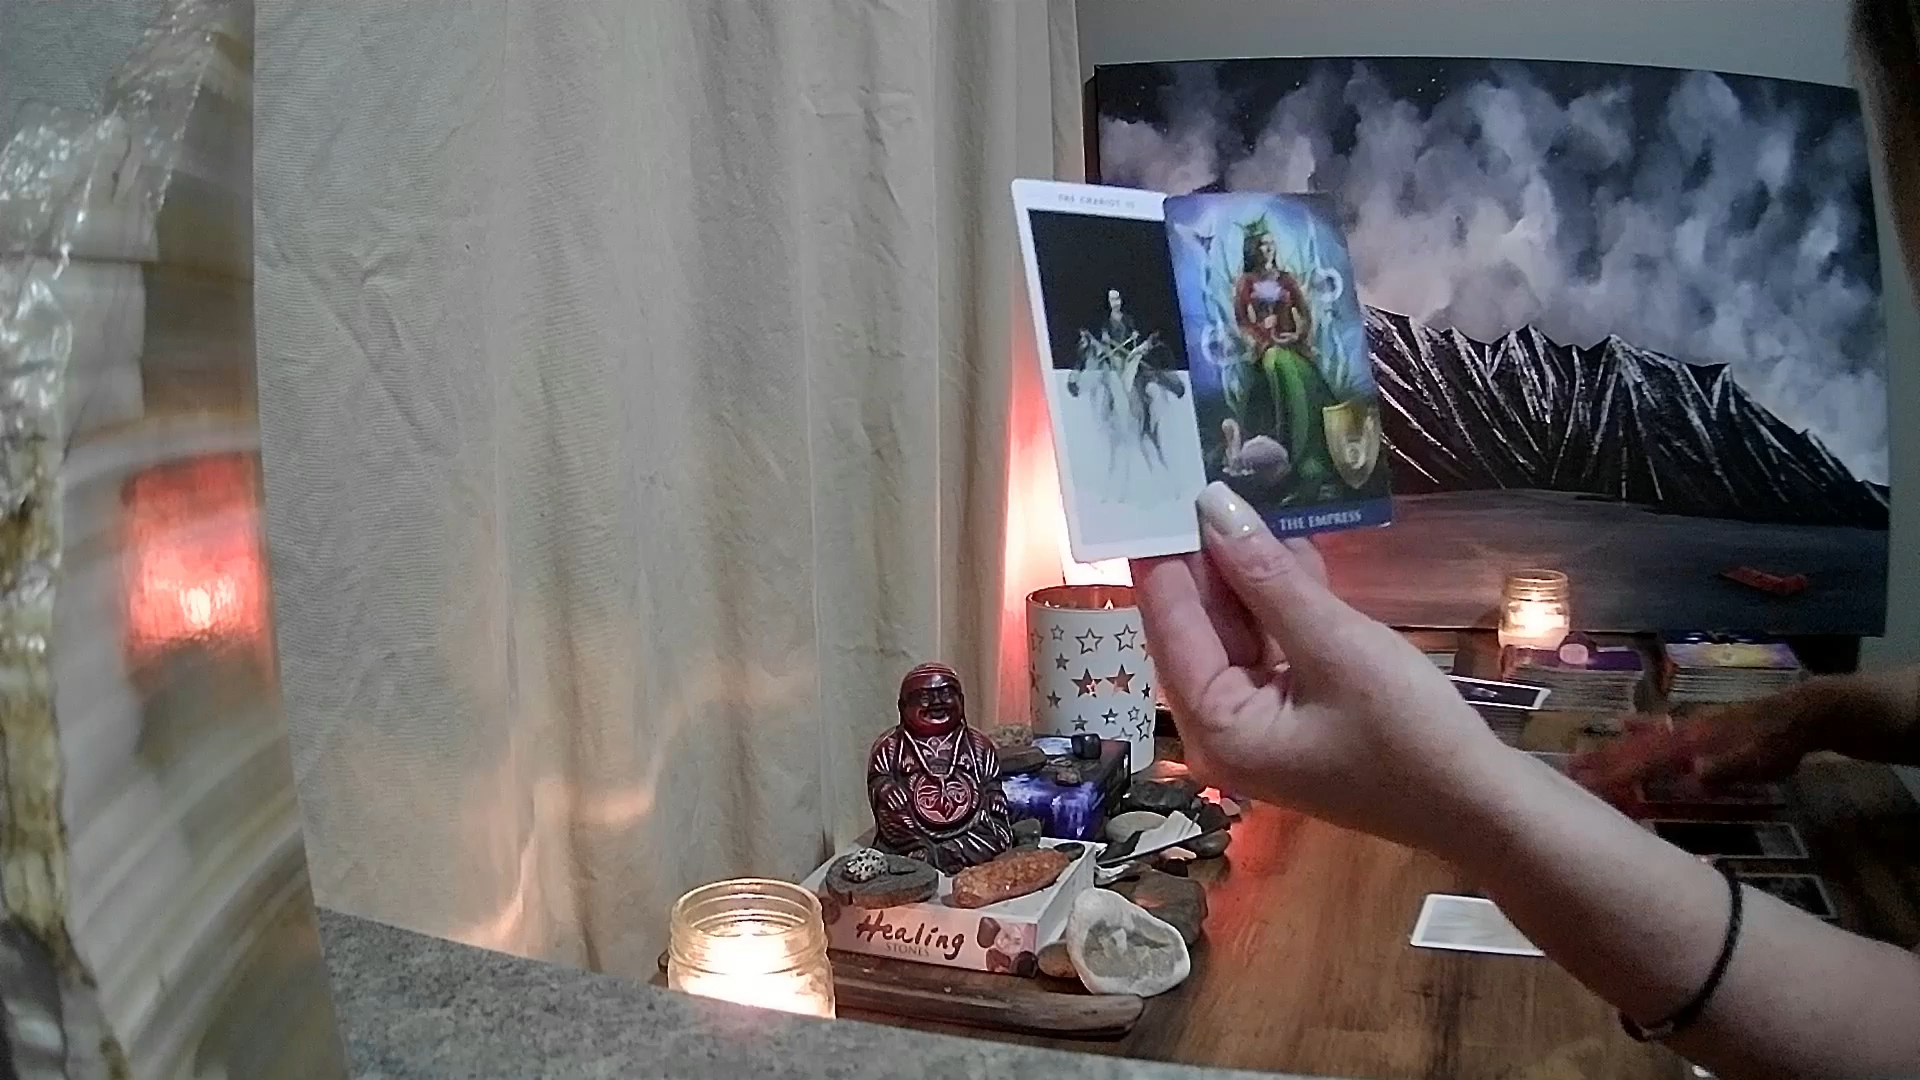 THE CHARIOT
THE EMPRESS
Healing
STONES